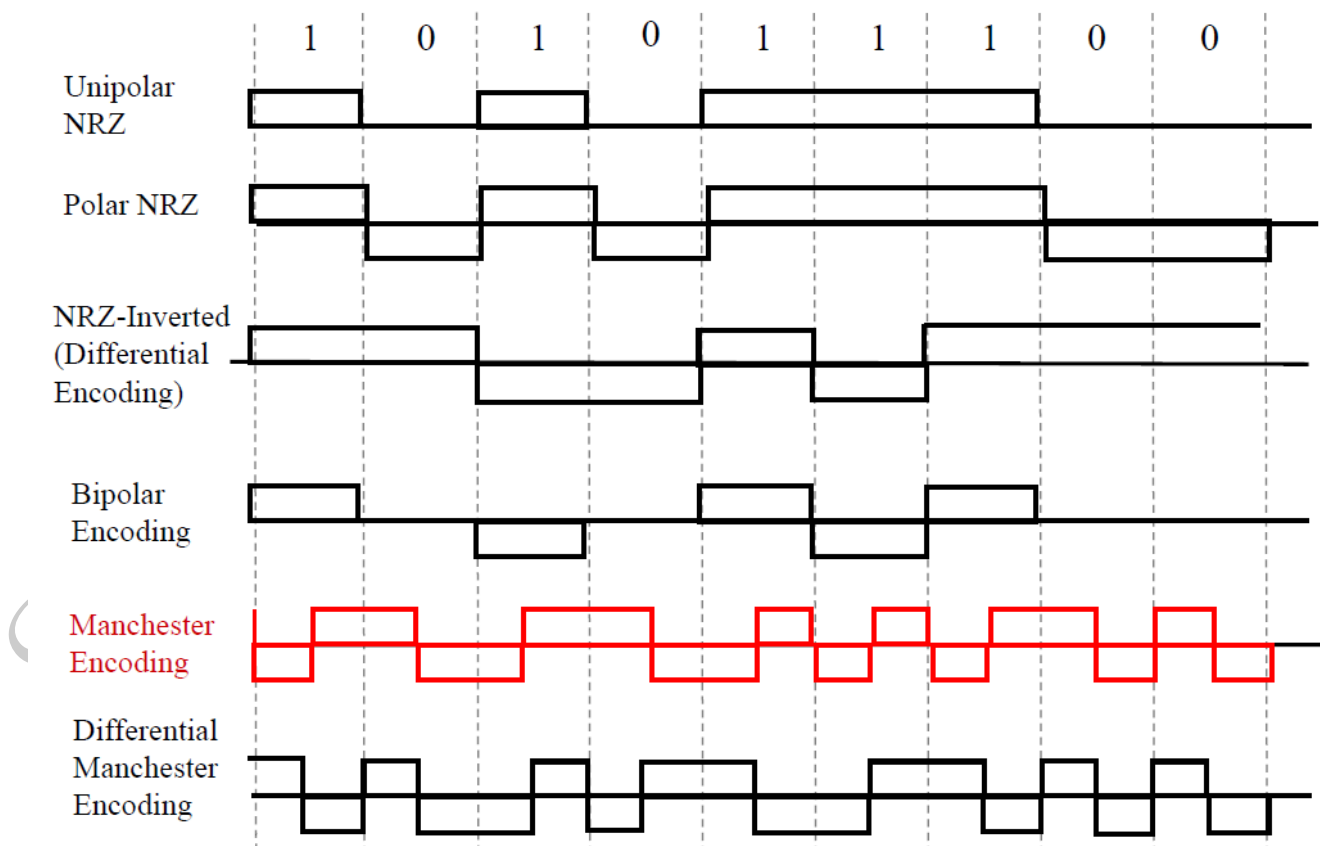 1 0 1 0 1 1 1 0 0
Unipolar
NRZ
Polar NRZ
NRZ-Inverted
(Differential
Encoding)
Bipolar
Encoding
Manchester
Encoding
Differential
Manchester
Encoding